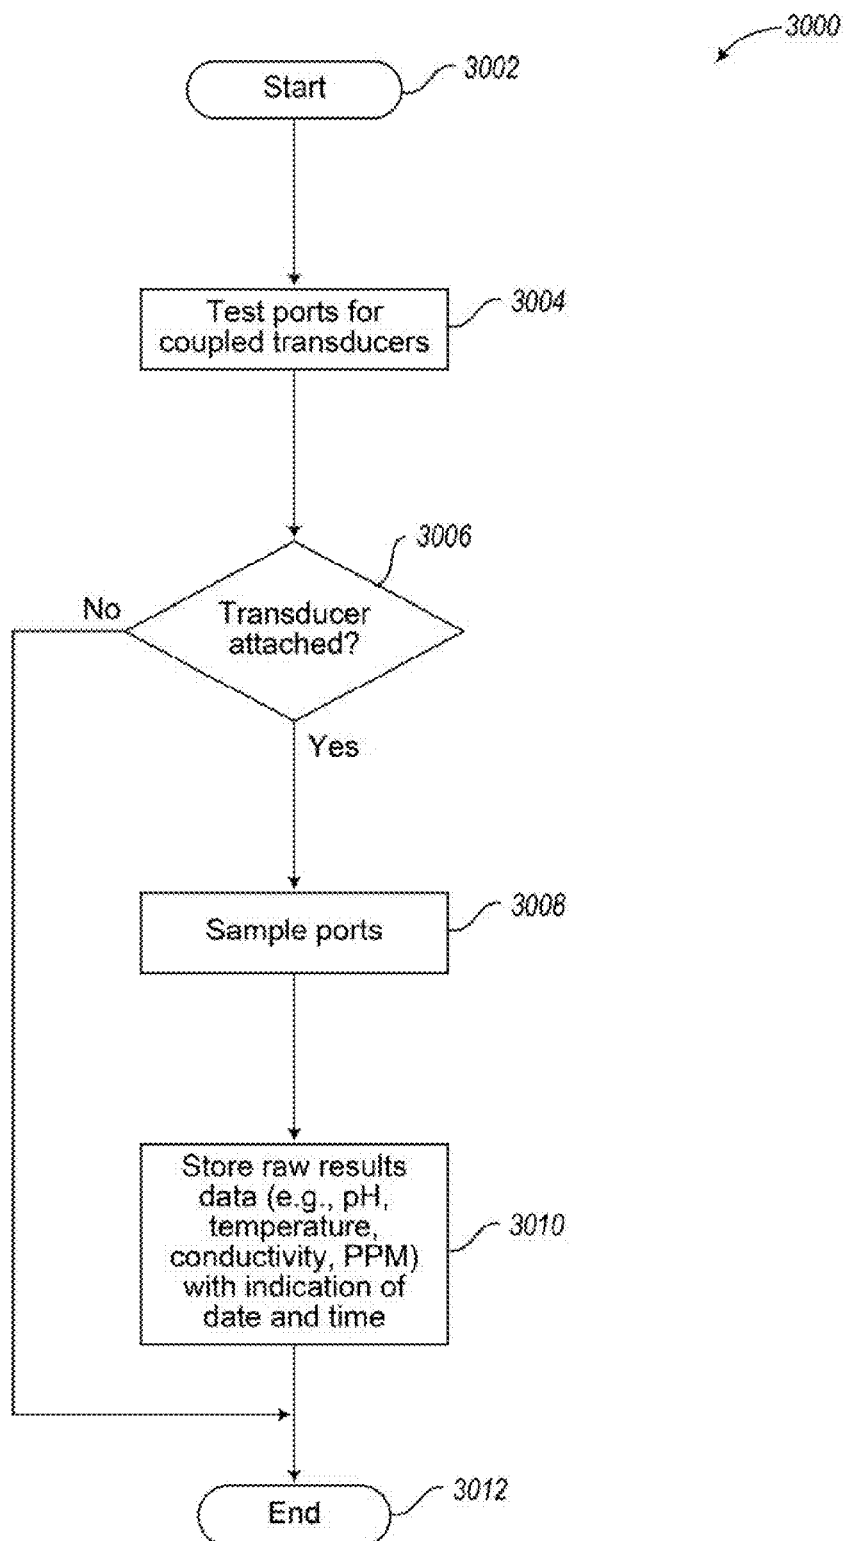 3000
Start
3002
Test ports for
coupled transducers
3004
3006
Transducer
attached?
No
Yes
Sample ports
3008
Store raw results
data (e.g., pH,
temperature,
conductivity, PPM)
with indication of
date and time
3010
End
3012